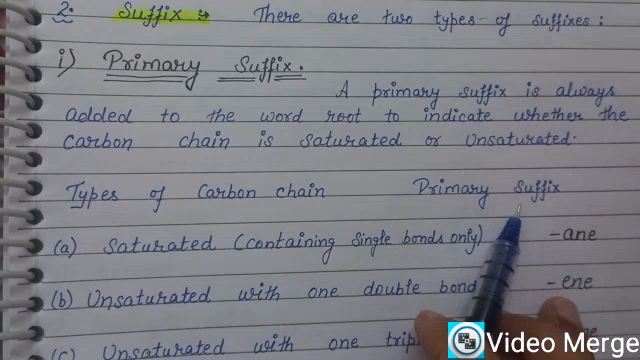 2. Suffix :→ There are two types of suffixes :
i) Primary Suffix.
A primary suffix is always
added to the word root to indicate whether the
carbon chain is saturated or unsaturated.
Types of Carbon chain Primary Suffix
(a) Saturated (containing single bonds only) -ane
(b) Unsaturated with one double bond -ene
(c) Unsaturated with one trip
Video Merge